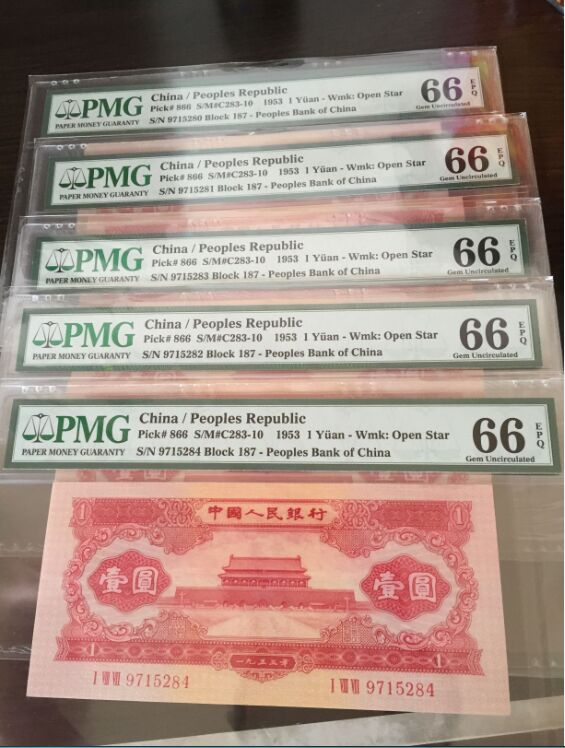 PMG
PAPER MONEY GUARANTY
China / Peoples Republic
Pick# 866 S/M#C283-10 1953 1 Yüan - Wmk: Open Star
S/N 9715280 Block 187 - Peoples Bank of China
66 EPQ
Gem Uncirculated
PMG
PAPER MONEY GUARANTY
China / Peoples Republic
Pick# 866 S/M#C283-10 1953 1 Yüan - Wmk: Open Star
S/N 9715281 Block 187 - Peoples Bank of China
66 EPQ
Gem Uncirculated
PMG
PAPER MONEY GUARANTY
China / Peoples Republic
Pick# 866 S/M#C283-10 1953 1 Yüan - Wmk: Open Star
S/N 9715283 Block 187 - Peoples Bank of China
66 EPQ
Gem Uncirculated
PMG
PAPER MONEY GUARANTY
China / Peoples Republic
Pick# 866 S/M#C283-10 1953 1 Yüan - Wmk: Open Star
S/N 9715282 Block 187 - Peoples Bank of China
66 EPQ
Gem Uncirculated
PMG
PAPER MONEY GUARANTY
China / Peoples Republic
Pick# 866 S/M#C283-10 1953 1 Yüan - Wmk: Open Star
S/N 9715284 Block 187 - Peoples Bank of China
66 EPQ
Gem Uncirculated
1 中國人民銀行 1
壹圓 壹圓
1 一九五三年 1
I VIII VII 9715284 I VIII VII 9715284